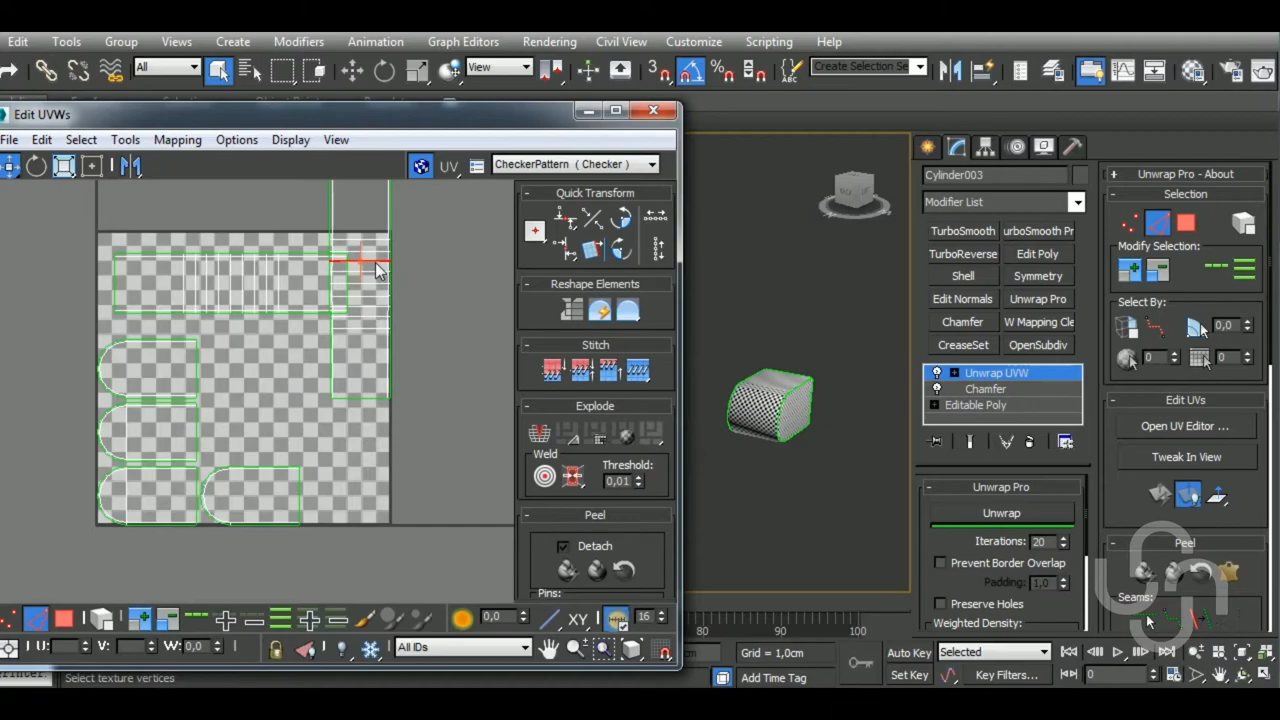 Edit Tools Group Views Create Modifiers Animation Graph Editors Rendering Civil View Customize Scripting Help
All View 3 Create Selection Se
Edit UVWs
File Edit Select Tools Mapping Options Display View
UV CheckerPattern ( Checker )
Quick Transform
Reshape Elements
Stitch
Explode
Weld Threshold:
0,01
Peel
Detach
Pins:
0,0 XY 16
U: V: W: 0,0 All IDs
Select texture vertices
80 90 100
Grid = 1,0cm
Add Time Tag
Auto Key Selected
Set Key Key Filters... 0
Cylinder003
Modifier List
TurboSmooth urboSmooth Pr
TurboReverse Edit Poly
Shell Symmetry
Edit Normals Unwrap Pro
Chamfer W Mapping Cle
CreaseSet OpenSubdiv
Unwrap UVW
Chamfer
Editable Poly
Unwrap Pro
Unwrap
Iterations: 20
Prevent Border Overlap
Padding: 1,0
Preserve Holes
Weighted Density:
Unwrap Pro - About
Selection
Modify Selection:
Select By:
0,0
0 0
Edit UVs
Open UV Editor ...
Tweak In View
Peel
Seams: